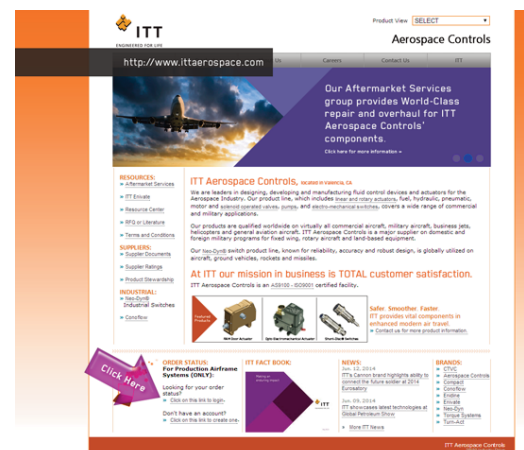 ITT
ENGINEERED FOR LIFE
Product View SELECT
Aerospace Controls
http://www.ittaerospace.com
Us Careers Contact Us ITT
Our Aftermarket Services
group provides World-Class
repair and overhaul for ITT
Aerospace Controls'
components.
Click here for more information »
RESOURCES:
» Aftermarket Services
» ITT Enivate
» Resource Center
» RFQ or Literature
» Terms and Conditions
SUPPLIERS:
» Supplier Documents
» Supplier Ratings
» Product Stewardship
INDUSTRIAL:
» Neo-Dyn®
Industrial Switches
» Conoflow
ITT Aerospace Controls, LOCATED IN VALENCIA, CA
We are leaders in designing, developing and manufacturing fluid control devices and actuators for the
Aerospace Industry. Our product line, which includes linear and rotary actuators, fuel, hydraulic, pneumatic,
motor and solenoid operated valves, pumps, and electro-mechanical switches, covers a wide range of commercial
and military applications.
Our products are qualified worldwide on virtually all commercial aircraft, military aircraft, business jets,
helicopters and general aviation aircraft. ITT Aerospace Controls is a major supplier on domestic and
foreign military programs for fixed wing, rotary aircraft and land-based equipment.
Our Neo-Dyn® switch product line, known for reliability, accuracy and robust design, is globally utilized on
aircraft, ground vehicles, rockets and missiles.
At ITT our mission in business is TOTAL customer satisfaction.
ITT Aerospace Controls is an AS9100 - ISO9001 certified facility.
Featured
Products
Safer. Smoother. Faster.
ITT provides vital components in
enhanced modern air travel.
» Contact us for more product information.
Click Here
ORDER STATUS:
For Production Airframe
Systems (ONLY):
Looking for your order
status?
» Click on this link to login.
Don't have an account?
» Click on this link to create one.
ITT FACT BOOK:
ITT
NEWS:
Jun 12, 2014
ITT's Cannon brand highlights ability to
connect the future soldier at 2014
Eurosatory
Jun 09, 2014
ITT showcases latest technologies at
Global Petroleum Show
» More ITT News
BRANDS:
» CTVC
» Aerospace Controls
» Compact
» Conoflow
» Endine
» Enivate
» Neo-Dyn
» Torque Systems
» Turn-Act
ITT Aerospace Controls